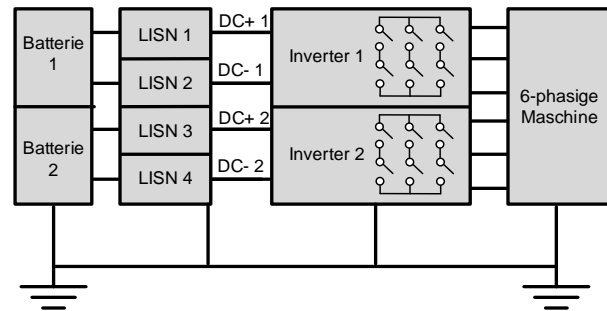 Batterie
1
LISN 1
DC+ 1
LISN 2
DC- 1
Inverter 1
Batterie
2
LISN 3
DC+ 2
LISN 4
DC- 2
Inverter 2
6-phasige
Maschine